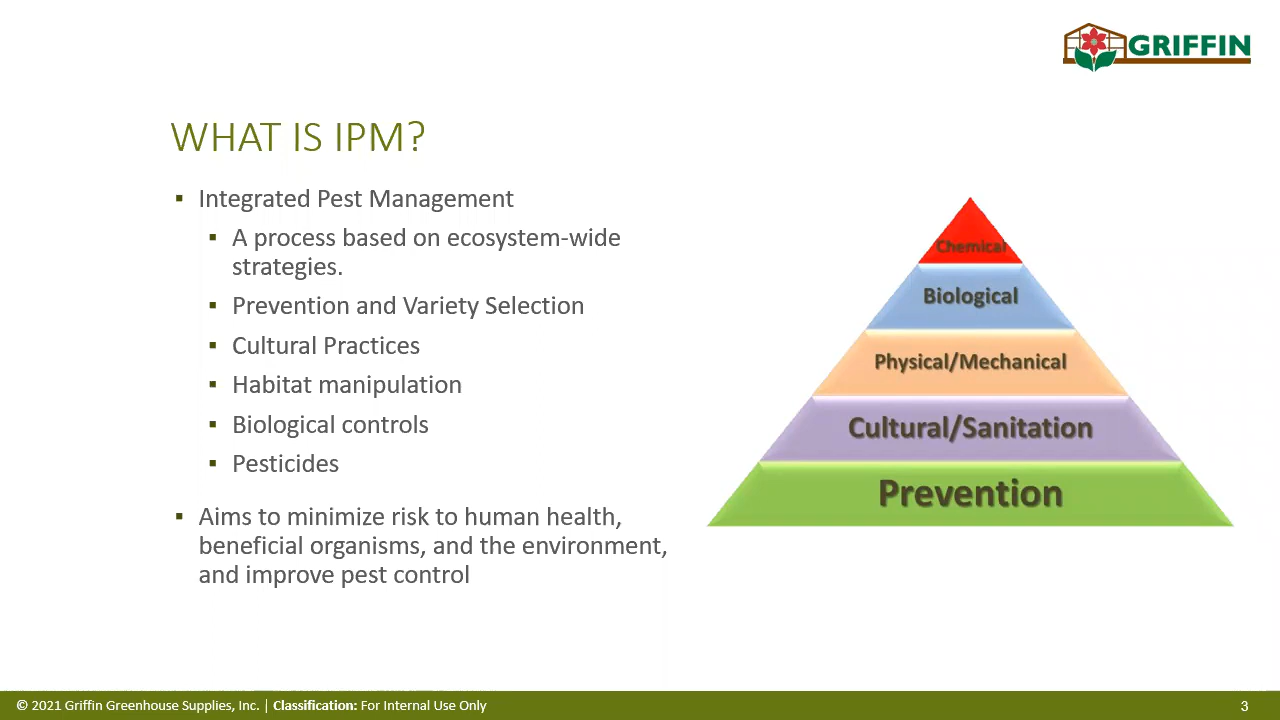 GRIFFIN
WHAT IS IPM?
▪ Integrated Pest Management
▪ A process based on ecosystem-wide
strategies.
▪ Prevention and Variety Selection
▪ Cultural Practices
▪ Habitat manipulation
▪ Biological controls
▪ Pesticides
▪ Aims to minimize risk to human health,
beneficial organisms, and the environment,
and improve pest control
Chemical
Biological
Physical/Mechanical
Cultural/Sanitation
Prevention
© 2021 Griffin Greenhouse Supplies, Inc. | Classification: For Internal Use Only
3